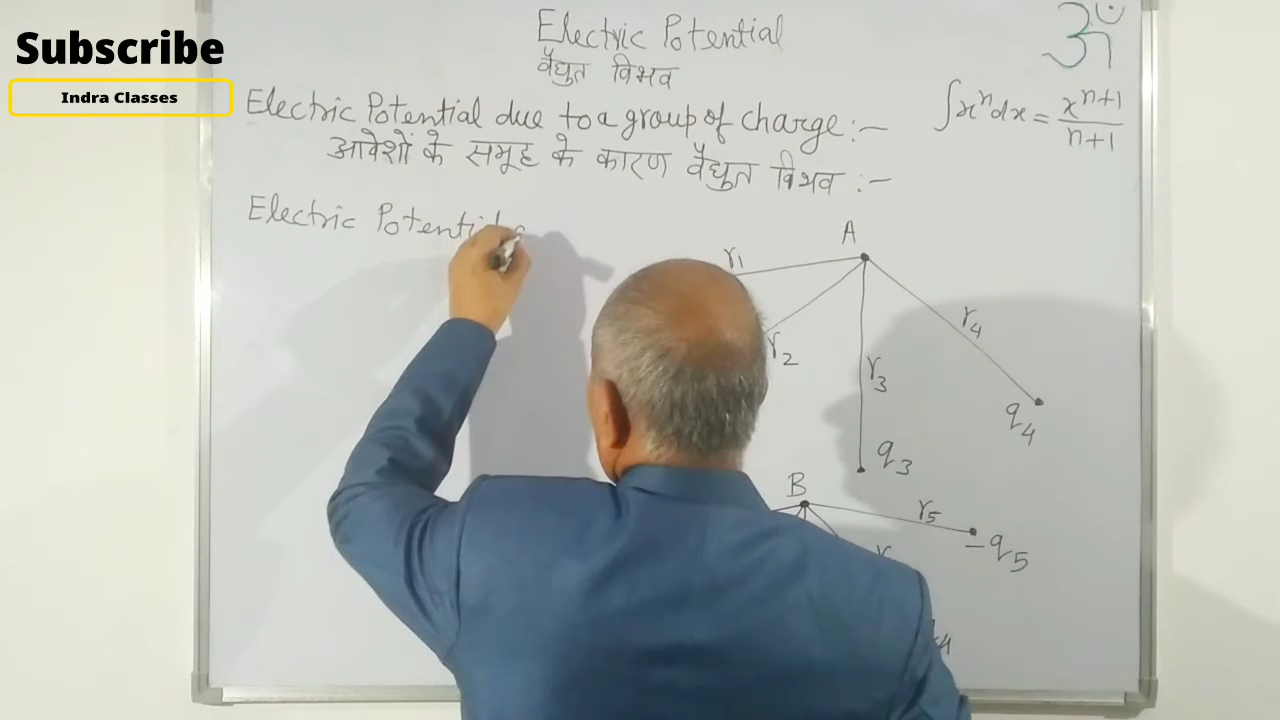 Subscribe
Indra Classes
Electric Potential
वैद्युत विभव
ॐ
Electric Potential due to a group of charge :-
आवेशों के समूह के कारण वैद्युत विभव :-
∫xⁿdx = xⁿ⁺¹/n+1
Electric
A
r₁
r₂
r₃
r₄
q₄
q₃
B
r₅
-q₅